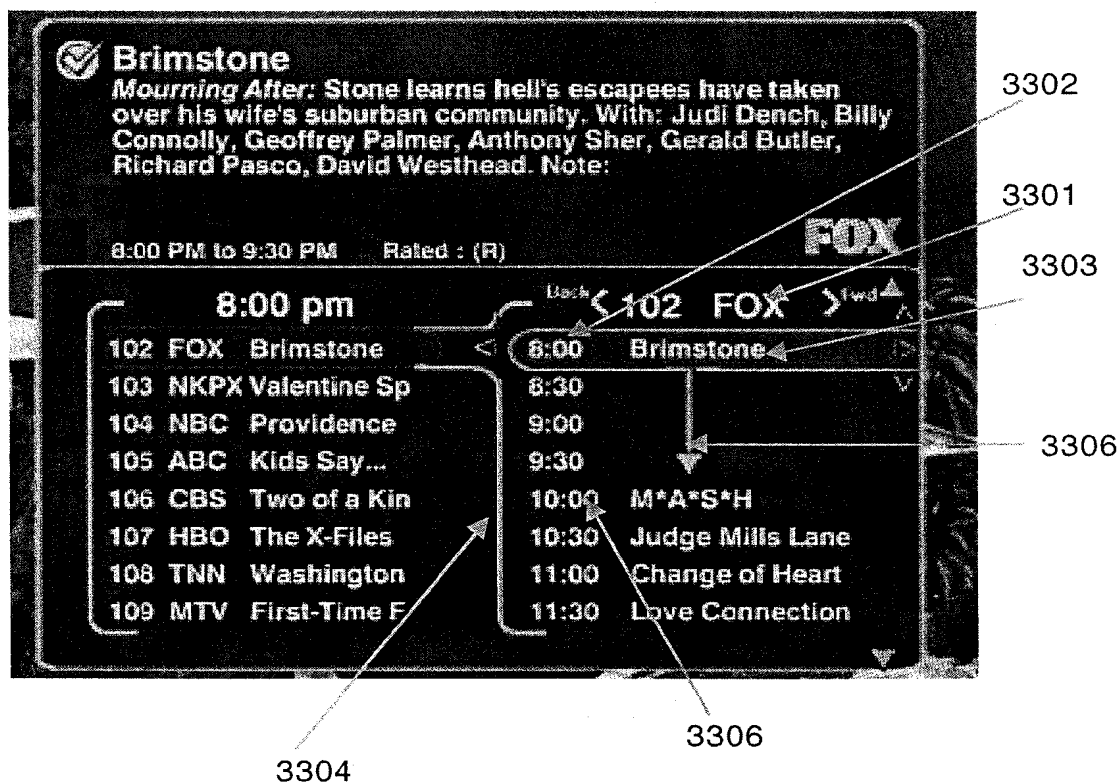 Brimstone
Mourning After: Stone learns hell's escapees have taken
over his wife's suburban community. With: Judi Dench, Billy
Connolly, Geoffrey Palmer, Anthony Sher, Gerald Butler,
Richard Pasco, David Westhead. Note:
8:00 PM to 9:30 PM Rated : (R)
FOX
8:00 pm
102 FOX Brimstone
103 NKPX Valentine Sp
104 NBC Providence
105 ABC Kids Say...
106 CBS Two of a Kin
107 HBO The X-Files
108 TNN Washington
109 MTV First-Time F
Back < 102 FOX > Fwd
8:00 Brimstone
8:30
9:00
9:30
10:00 M*A*S*H
10:30 Judge Mills Lane
11:00 Change of Heart
11:30 Love Connection
3302
3301
3303
3306
3306
3304